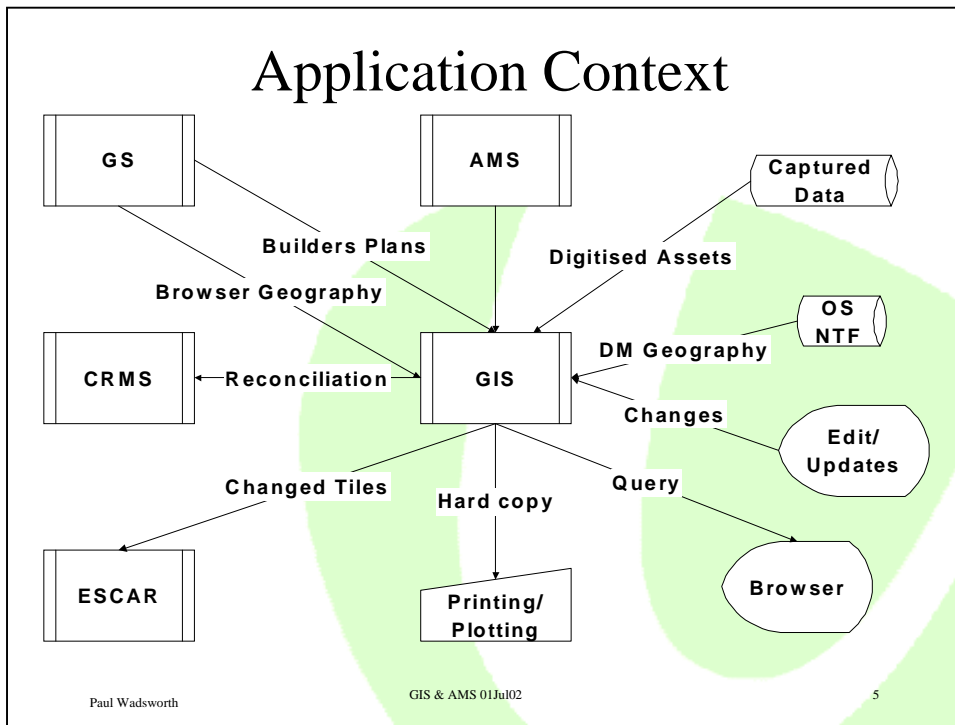 Application Context
GS
AMS
Captured
Data
Builders Plans
Digitised Assets
Browser Geography
OS
NTF
CRMS
Reconciliation
GIS
DM Geography
Changes
Edit/
Updates
Changed Tiles
Hard copy
Query
ESCAR
Printing/
Plotting
Browser
Paul Wadsworth
GIS & AMS 01Jul02
5